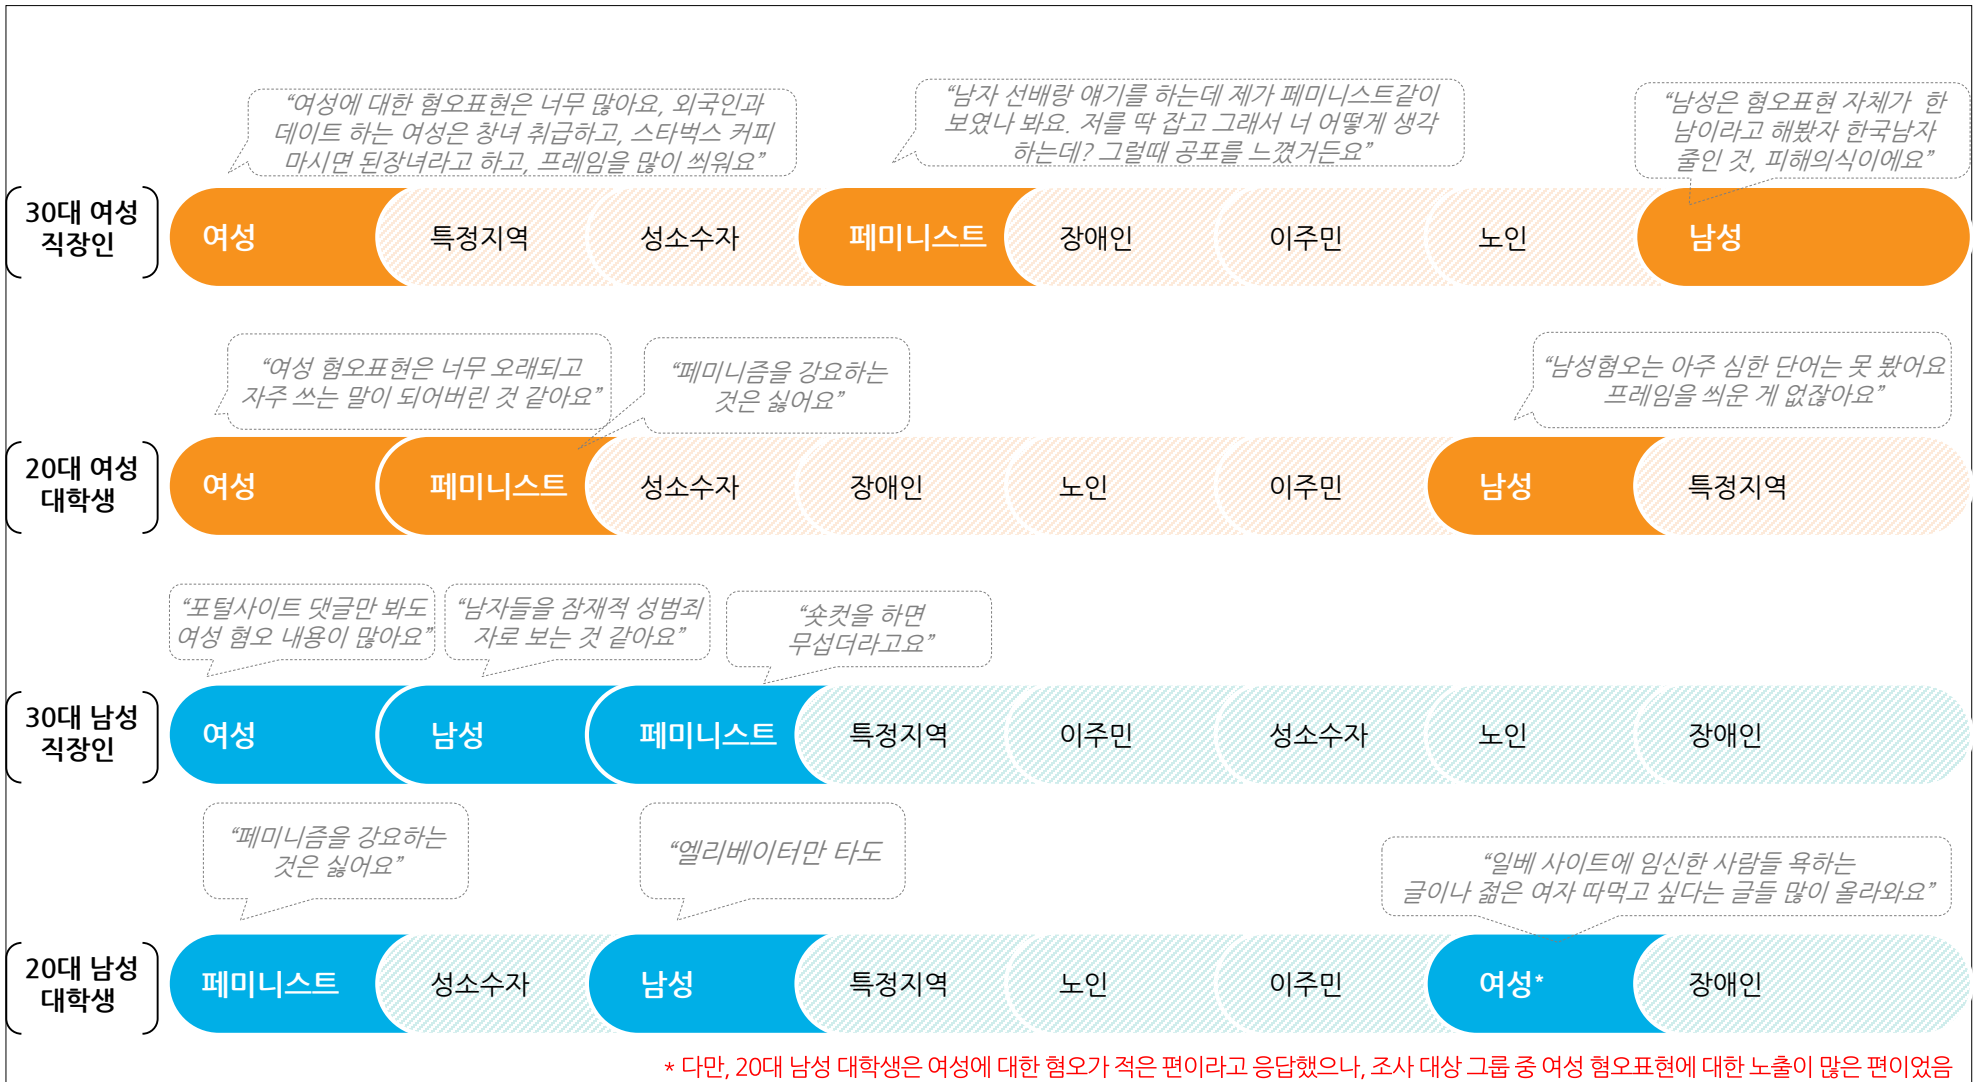 “여성에 대한 혐오표현은 너무 많아요, 외국인과
데이트 하는 여성은 창녀 취급하고, 스타벅스 커피
마시면 된장녀라고 하고, 프레임을 많이 씌워요”
“남자 선배랑 얘기를 하는데 제가 페미니스트같이
보였나 봐요. 저를 딱 잡고 그래서 너 어떻게 생각
하는데? 그럴때 공포를 느꼈거든요”
“남성은 혐오표현 자체가 한
남이라고 해봤자 한국남자
줄인 것, 피해의식이에요”
30대 여성
직장인
여성
특정지역
성소수자
페미니스트
장애인
이주민
노인
남성
“여성 혐오표현은 너무 오래되고
자주 쓰는 말이 되어버린 것 같아요”
“페미니즘을 강요하는
것은 싫어요”
“남성혐오는 아주 심한 단어는 못 봤어요
프레임을 씌운 게 없잖아요”
20대 여성
대학생
여성
페미니스트
성소수자
장애인
노인
이주민
남성
특정지역
“포털사이트 댓글만 봐도
여성 혐오 내용이 많아요”
“남자들을 잠재적 성범죄
자로 보는 것 같아요”
“숏컷을 하면
무섭더라고요”
30대 남성
직장인
여성
남성
페미니스트
특정지역
이주민
성소수자
노인
장애인
“페미니즘을 강요하는
것은 싫어요”
“엘리베이터만 타도
“일베 사이트에 임신한 사람들 욕하는
글이나 젊은 여자 따먹고 싶다는 글들 많이 올라와요”
20대 남성
대학생
페미니스트
성소수자
남성
특정지역
노인
이주민
여성*
장애인
* 다만, 20대 남성 대학생은 여성에 대한 혐오가 적은 편이라고 응답했으나, 조사 대상 그룹 중 여성 혐오표현에 대한 노출이 많은 편이었음